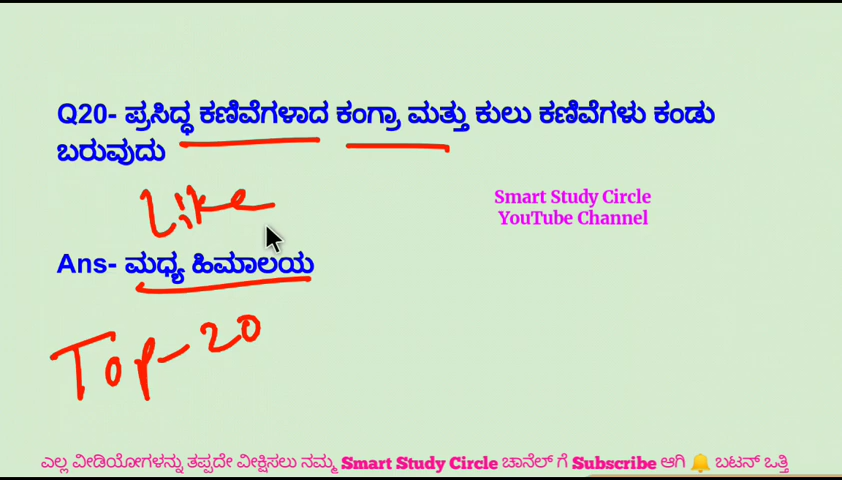 Q20- ಪ್ರಸಿದ್ಧ ಕಣಿವೆಗಳಾದ ಕಂಗ್ರಾ ಮತ್ತು ಕುಲು ಕಣಿವೆಗಳು ಕಂಡು
ಬರುವುದು
Like
Smart Study Circle
YouTube Channel
Ans- ಮಧ್ಯ ಹಿಮಾಲಯ
Top-20
ಎಲ್ಲ ವೀಡಿಯೋಗಳನ್ನು ತಪ್ಪದೇ ವೀಕ್ಷಿಸಲು ನಮ್ಮ Smart Study Circle ಚಾನೆಲ್ ಗೆ Subscribe ಆಗಿ 🔔 ಬಟನ್ ಒತ್ತಿ